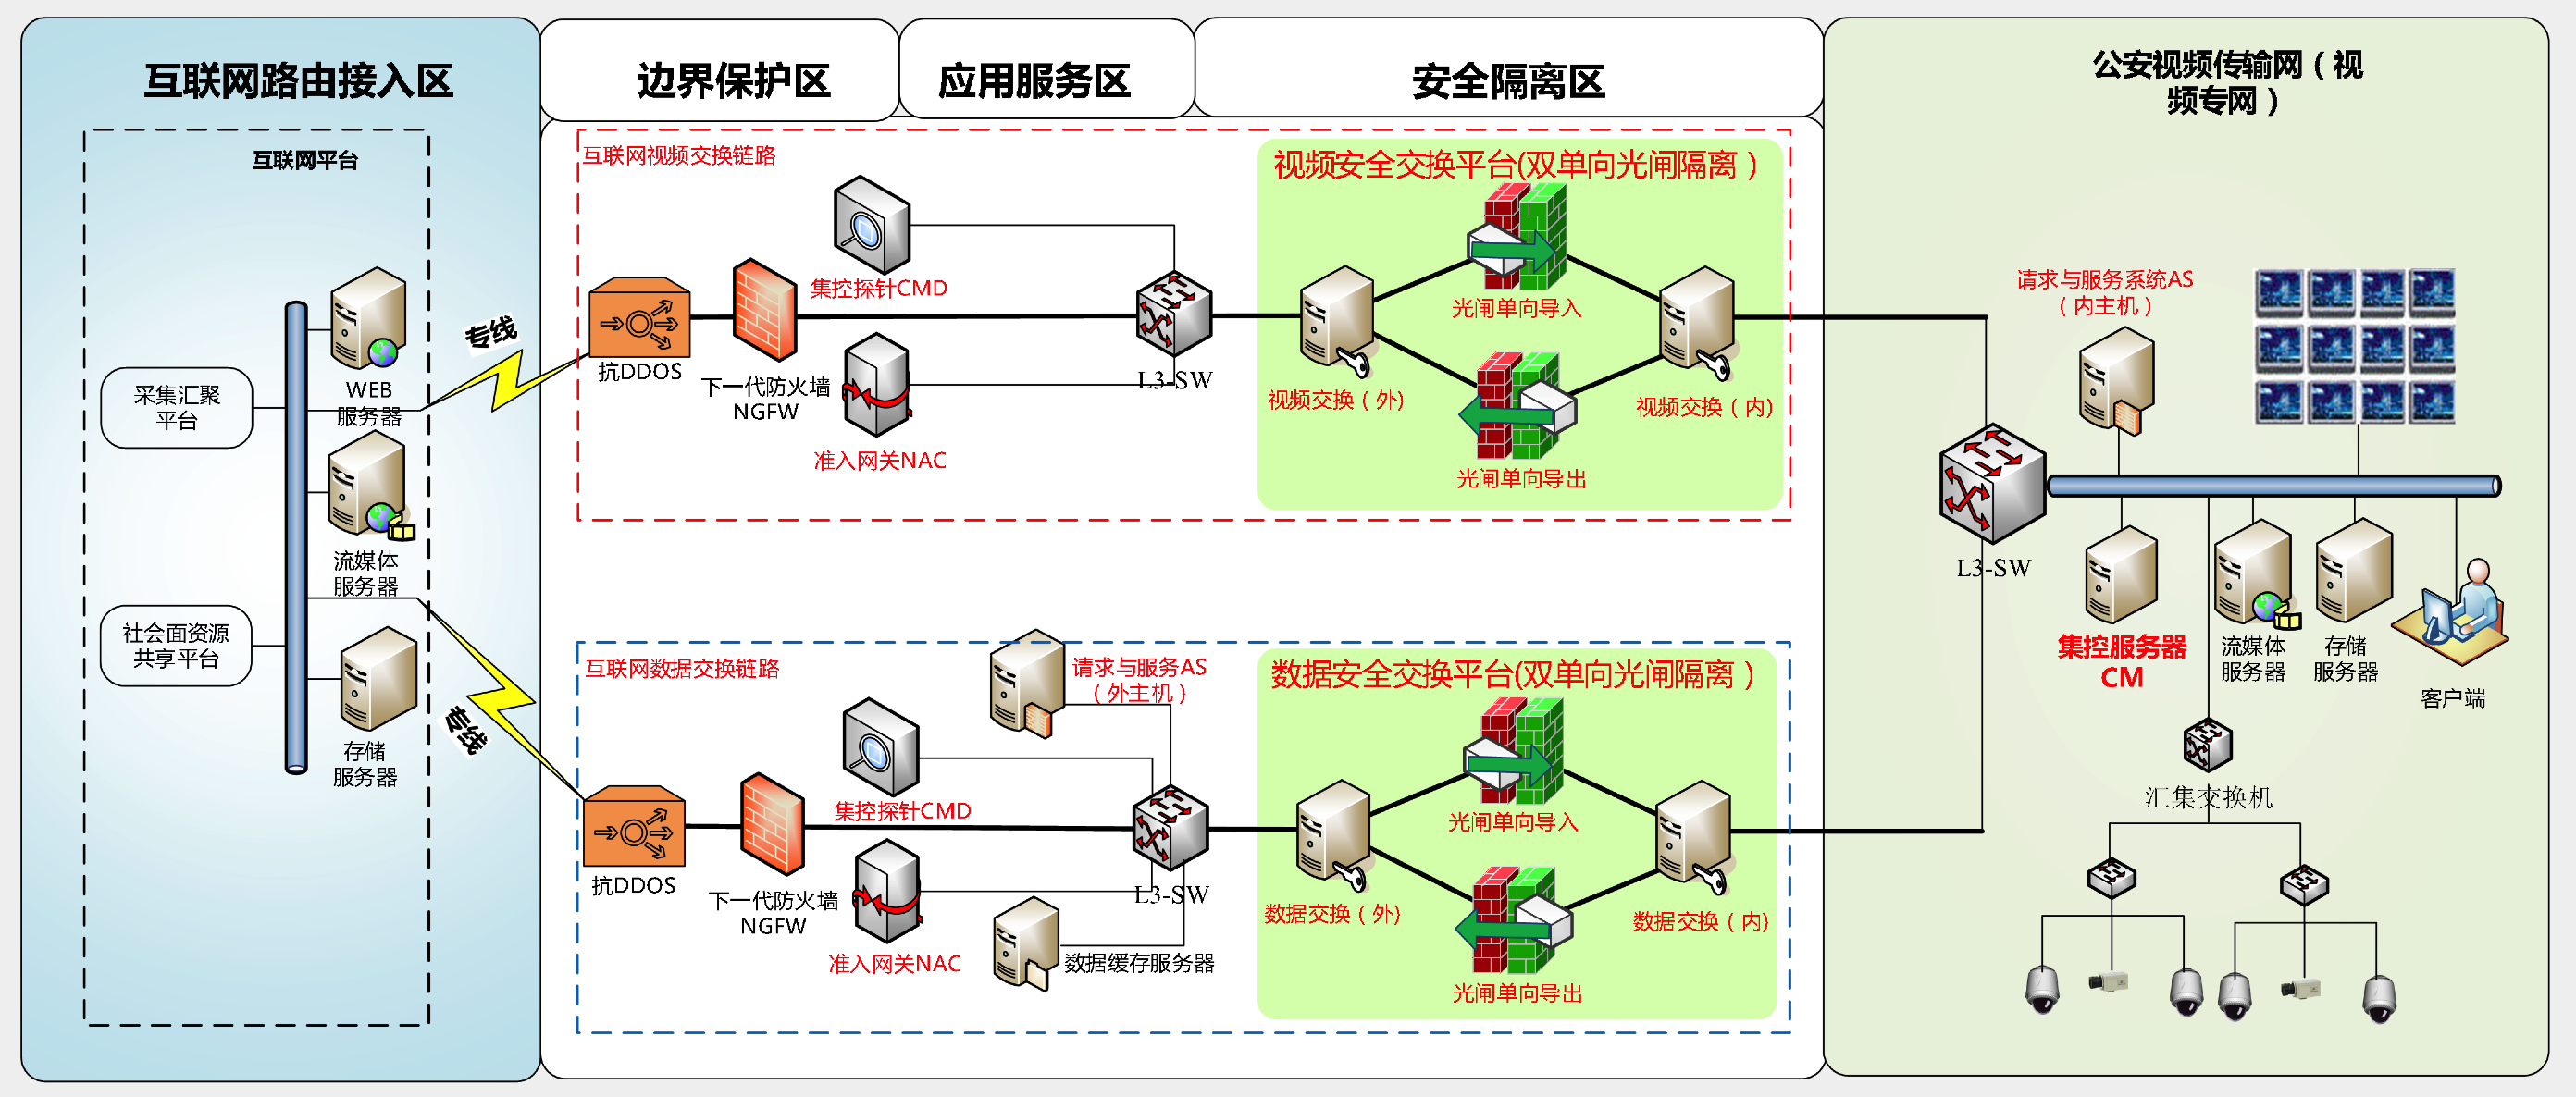 互联网路由接入区
边界保护区
应用服务区
安全隔离区
公安视频传输网（视
频专网）
互联网平台
WEB
服务器
采集汇聚
平台
流媒体
服务器
社会面资源
共享平台
存储
服务器
专线
专线
互联网视频交换链路
集控探针CMD
抗DDOS
下一代防火墙
NGFW
准入网关NAC
L3-SW
视频安全交换平台(双单向光闸隔离）
光闸单向导入
视频交换（外）
视频交换（内)
光闸单向导出
互联网数据交换链路
请求与服务AS
（外主机）
集控探针CMD
抗DDOS
下一代防火墙
NGFW
准入网关NAC
L3-SW
数据缓存服务器
数据安全交换平台(双单向光闸隔离）
光闸单向导入
数据交换（外）
数据交换（内)
光闸单向导出
请求与服务系统AS
（内主机）
L3-SW
集控服务器
CM
流媒体
服务器
存储
服务器
客户端
汇集交换机